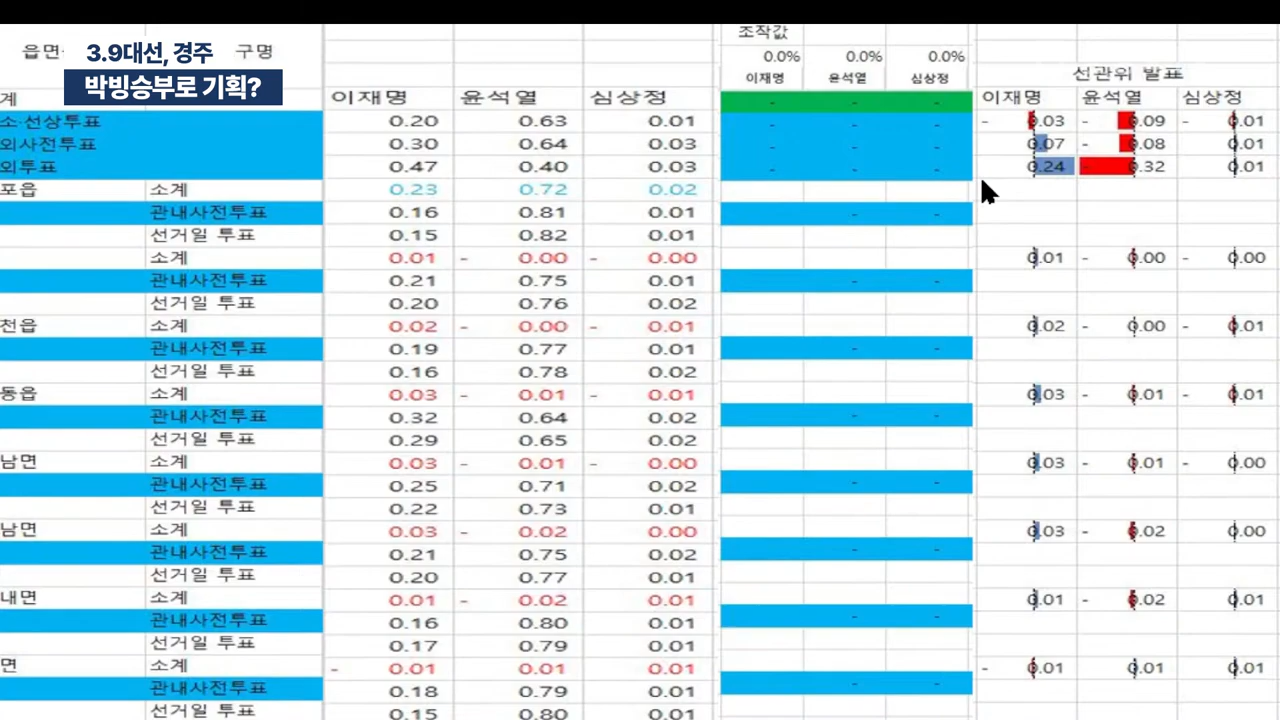 조작값
읍면 3.9대선, 경주 구명
박빙승부로 기획?
0.0% 0.0% 0.0%
이재명 윤석열 심상정
선관위 발표
계 이재명 윤석열 심상정 - - - 이재명 윤석열 심상정
소·선상투표 0.20 0.63 0.01 - - - - 0.03 - 0.09 - 0.01
외사전투표 0.30 0.64 0.03 - - - 0.07 - 0.08 0.01
외투표 0.47 0.40 0.03 - - - 0.24 - 0.32 0.01
포읍 소계 0.23 0.72 0.02
관내사전투표 0.16 0.81 0.01 - -
선거일 투표 0.15 0.82 0.01
소계 0.01 - 0.00 - 0.00 0.01 - 0.00 - 0.00
관내사전투표 0.21 0.75 0.01 - -
선거일 투표 0.20 0.76 0.02
천읍 소계 0.02 - 0.00 - 0.01 0.02 - 0.00 - 0.01
관내사전투표 0.19 0.77 0.01 - -
선거일 투표 0.16 0.78 0.02
동읍 소계 0.03 - 0.01 - 0.01 0.03 - 0.01 - 0.01
관내사전투표 0.32 0.64 0.02 - -
선거일 투표 0.29 0.65 0.02
남면 소계 0.03 - 0.01 - 0.00 0.03 - 0.01 - 0.00
관내사전투표 0.25 0.71 0.02 - -
선거일 투표 0.22 0.73 0.01
남면 소계 0.03 - 0.02 0.00 0.03 - 0.02 0.00
관내사전투표 0.21 0.75 0.02 - -
선거일 투표 0.20 0.77 0.01
내면 소계 0.01 - 0.02 0.01 0.01 - 0.02 0.01
관내사전투표 0.16 0.80 0.01 - -
선거일 투표 0.17 0.79 0.01
면 소계 - 0.01 0.01 0.01 - 0.01 0.01 0.01
관내사전투표 0.18 0.79 0.01 - -
선거일 투표 0.15 0.80 0.01